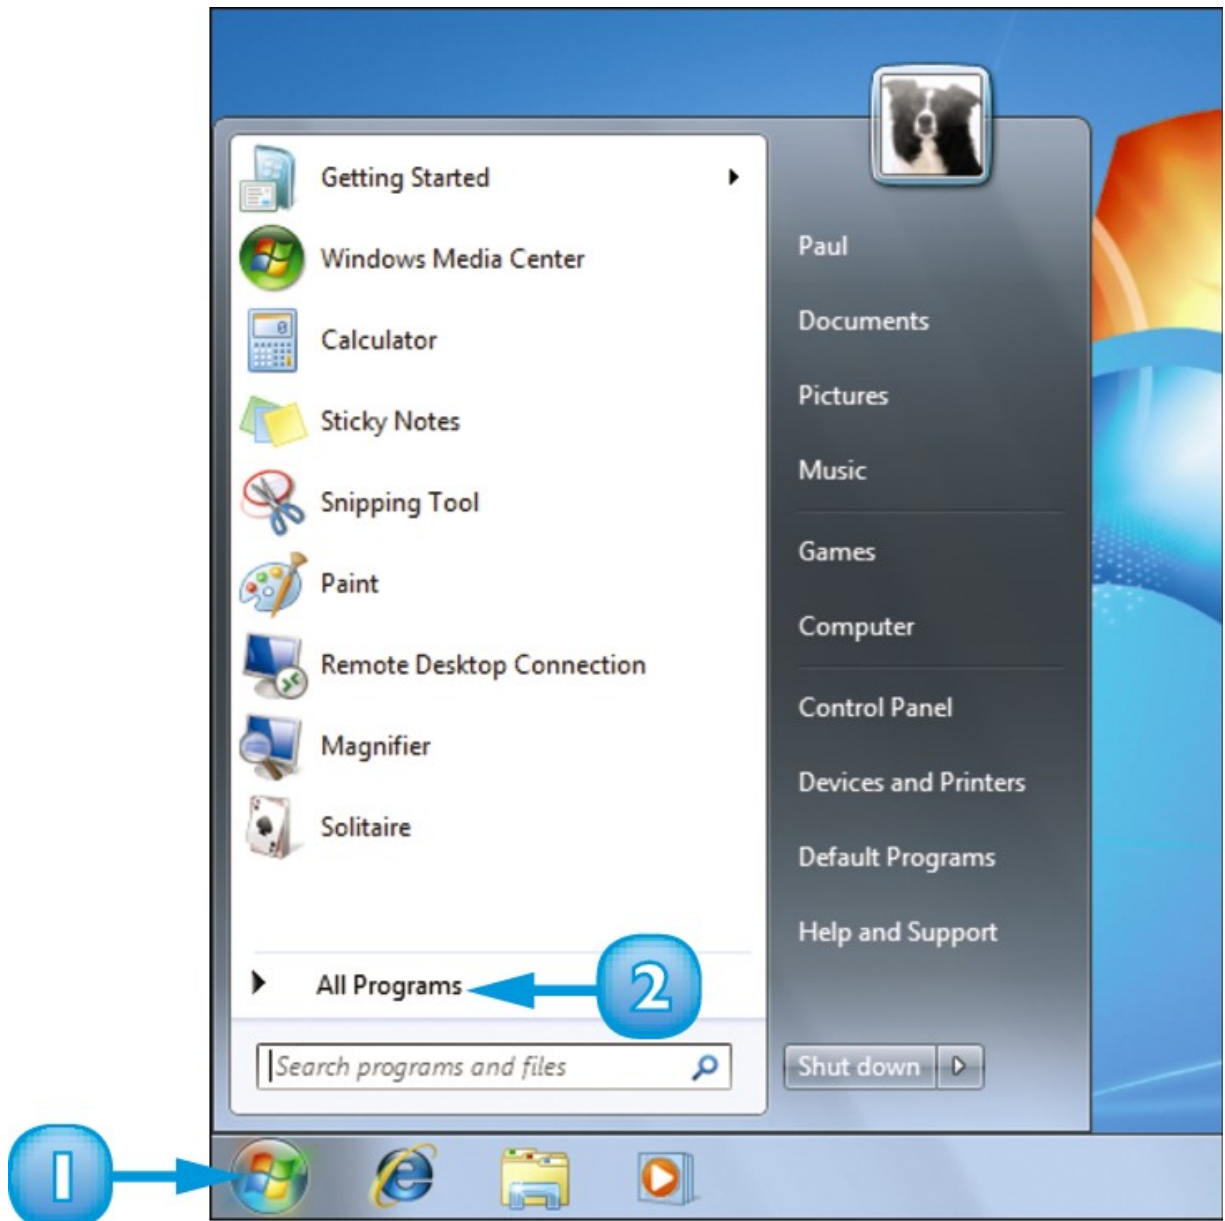 Getting Started
Windows Media Center
Calculator
Sticky Notes
Snipping Tool
Paint
Remote Desktop Connection
Magnifier
Solitaire
All Programs
2
Search programs and files
Paul
Documents
Pictures
Music
Games
Computer
Control Panel
Devices and Printers
Default Programs
Help and Support
Shut down
1